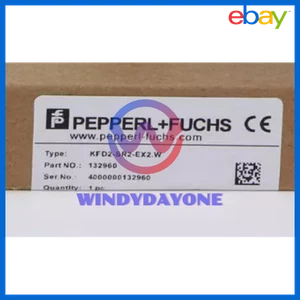 ebay
PEPPERL+FUCHS CE
www.pepperl-fuchs.com
Type: KFD2-SR2-EX2.W
Part NO.: 132960
Ser.No.: 4000000132960
Quantity: 1 pc
WINDYDAYONE